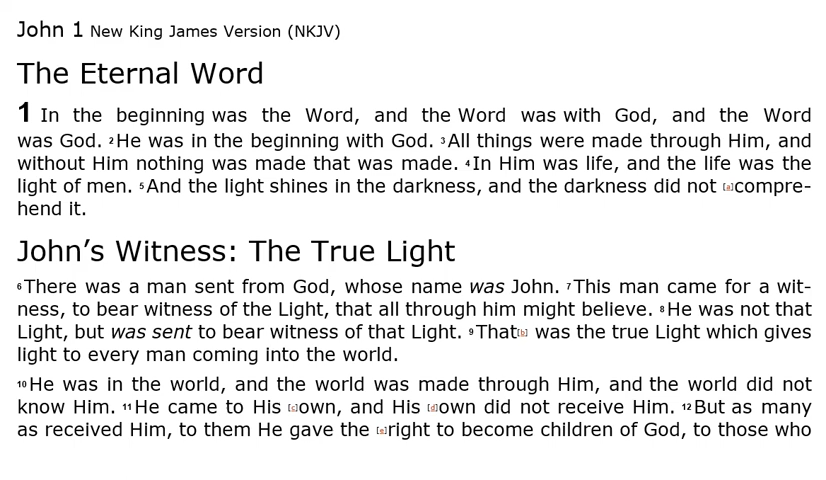 John 1 New King James Version (NKJV)
The Eternal Word
1 In the beginning was the Word, and the Word was with God, and the Word
was God. 2 He was in the beginning with God. 3 All things were made through Him, and
without Him nothing was made that was made. 4 In Him was life, and the life was the
light of men. 5 And the light shines in the darkness, and the darkness did not [a]compre-
hend it.
John’s Witness: The True Light
6 There was a man sent from God, whose name was John. 7 This man came for a wit-
ness, to bear witness of the Light, that all through him might believe. 8 He was not that
Light, but was sent to bear witness of that Light. 9 That[b] was the true Light which gives
light to every man coming into the world.
10 He was in the world, and the world was made through Him, and the world did not
know Him. 11 He came to His [c]own, and His [d]own did not receive Him. 12 But as many
as received Him, to them He gave the [e]right to become children of God, to those who